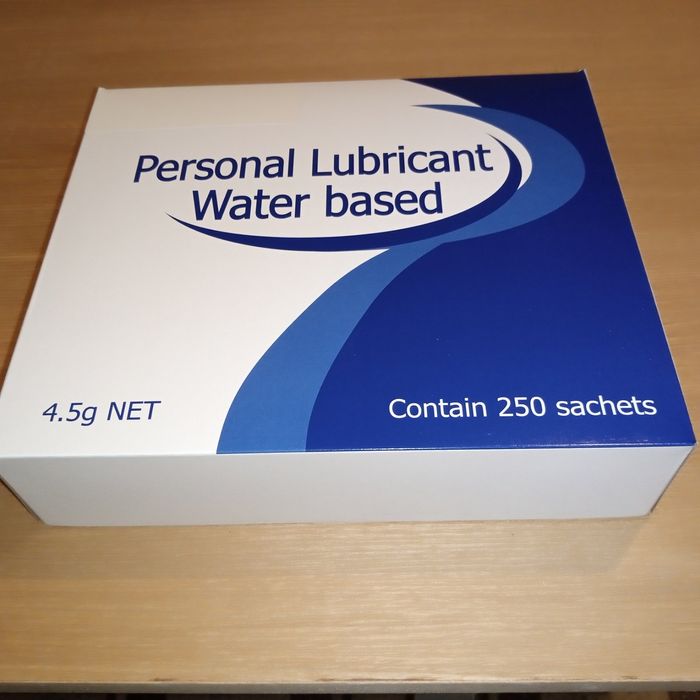 Personal Lubricant
Water based
4.5g NET
Contain 250 sachets